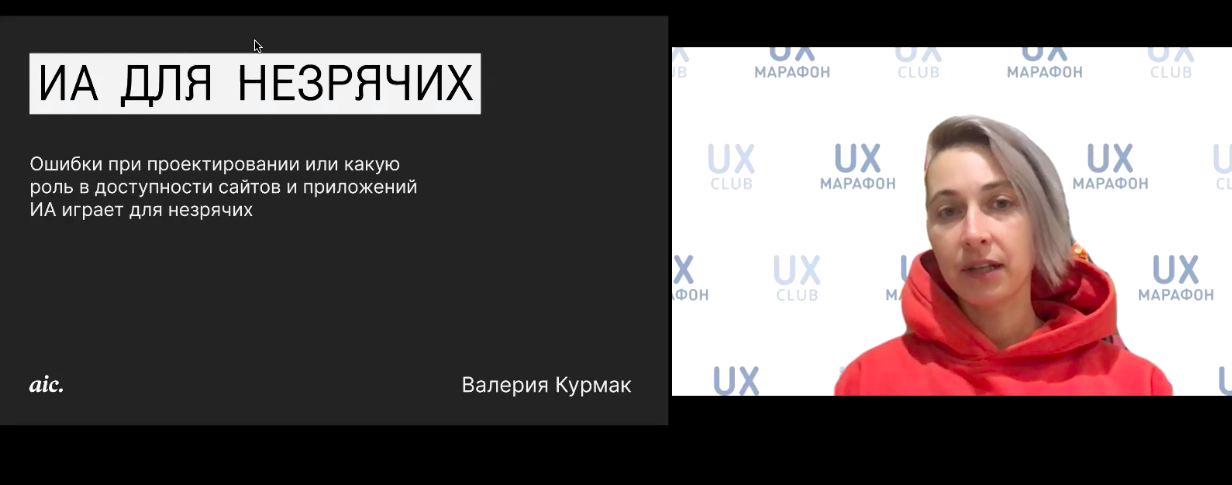 ИА ДЛЯ НЕЗРЯЧИХ
Ошибки при проектировании или какую
роль в доступности сайтов и приложений
ИА играет для незрячих
aic.
Валерия Курмак
UX UX UX UX
МАРАФОН CLUB МАРАФОН CLUB
UX UX UX
CLUB МАРАФОН МАРАФОН
UX UX
CLUB МАРАФОН
UX